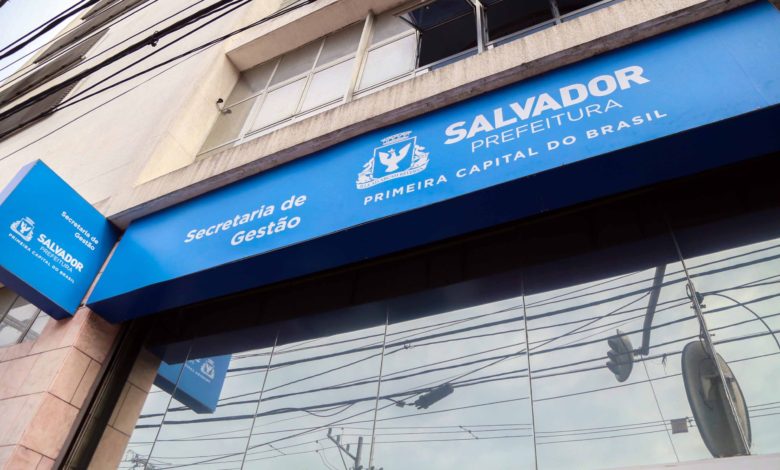 Secretaria de
Gestão
SALVADOR
PREFEITURA
PRIMEIRA CAPITAL DO BRASIL
Secretaria de
Gestão
SALVADOR
PREFEITURA
PRIMEIRA CAPITAL DO BRASIL